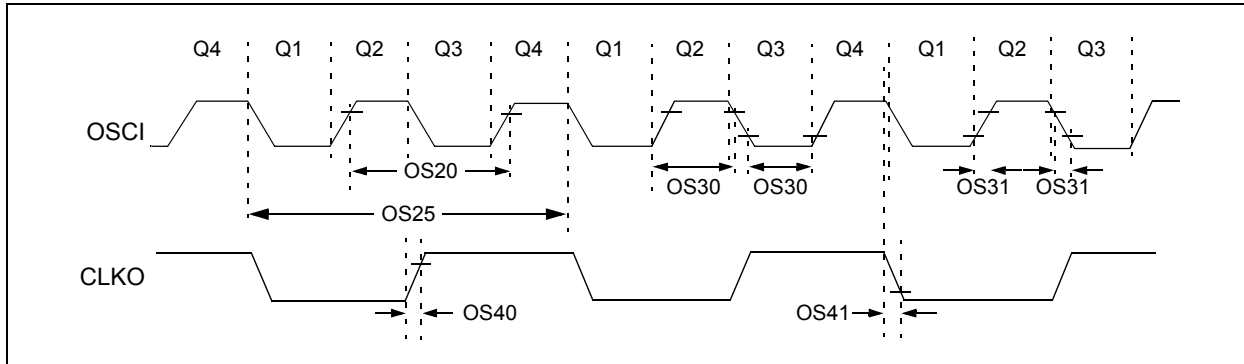 Q4 Q1 Q2 Q3 Q4 Q1 Q2 Q3 Q4 Q1 Q2 Q3
OSCI
OS20
OS30 OS30
OS31 OS31
OS25
CLKO
OS40
OS41